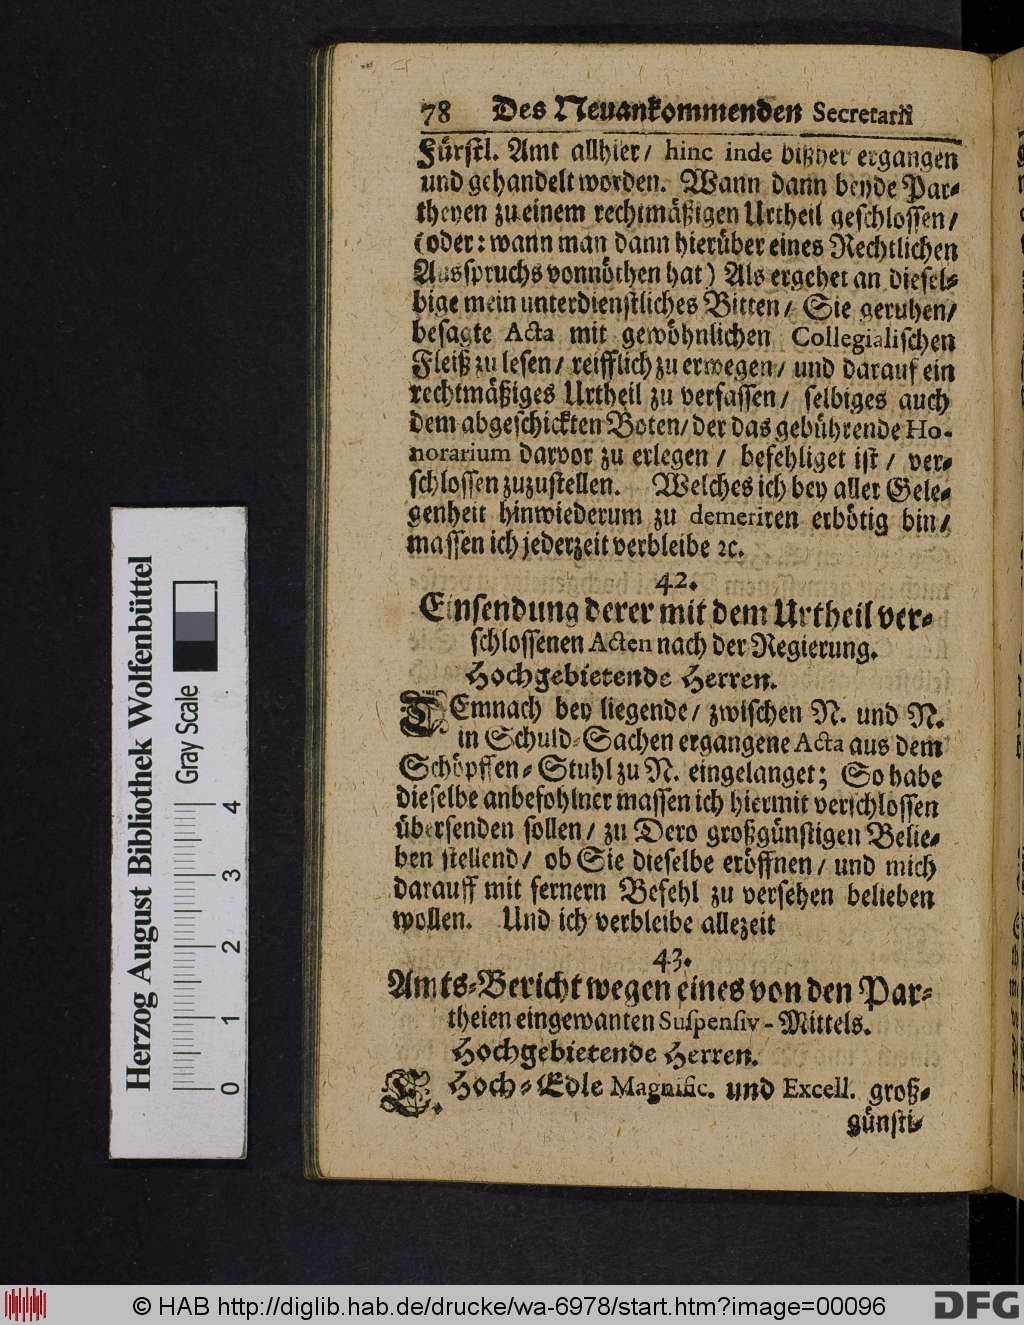 78 Des Neuankommenden Secretarii
Fürstl. Amt allhier/ hinc inde bißher ergangen
und gehandelt worden. Wann dann beyde Par-
theyen zu einem rechtmäßigen Urtheil geschlossen/
(oder: wann man dann hierüber eines Rechtlichen
Ausspruchs vonnöthen hat) Als ergehet an diesel-
bige mein unterdienstliches Bitten/ Sie geruhen/
besagte Acta mit gewöhnlichen Collegialischen
Fleiß zu lesen/ reifflich zu erwegen/ und darauf ein
rechtmäßiges Urtheil zu verfassen/ selbiges auch
dem abgeschickten Boten/ der das gebührende Ho-
norarium darvor zu erlegen/ befehliget ist/ ver-
schlossen zuzustellen. Welches ich bey aller Gele-
genheit hinwiederum zu demeriren erbötig bin/
massen ich jederzeit verbleibe ꝛc.
42.
Einsendung derer mit dem Urtheil ver-
schlossenen Acten nach der Regierung.
Hochgebietende Herren.
DEmnach bey liegende/ zwischen N. und N.
in Schuld-Sachen ergangene Acta aus dem
Schöpffen-Stuhl zu N. eingelanget; So habe
dieselbe anbefohlner massen ich hiermit verschlossen
übersenden sollen/ zu Dero großgünstigen Belie-
ben stellend/ ob Sie dieselbe eröffnen/ und mich
darauff mit fernern Befehl zu versehen belieben
wollen. Und ich verbleibe allezeit
43.
Amts-Bericht wegen eines von den Par-
theien eingewanten Suspensiv-Mittels.
Hochgebietende Herren.
E. Hoch-Edle Magnific. und Excell. groß-
günsti-
Herzog August Bibliothek Wolfenbüttel
Gray Scale
0 1 2 3 4
© HAB http://diglib.hab.de/drucke/wa-6978/start.htm?image=00096
DFG